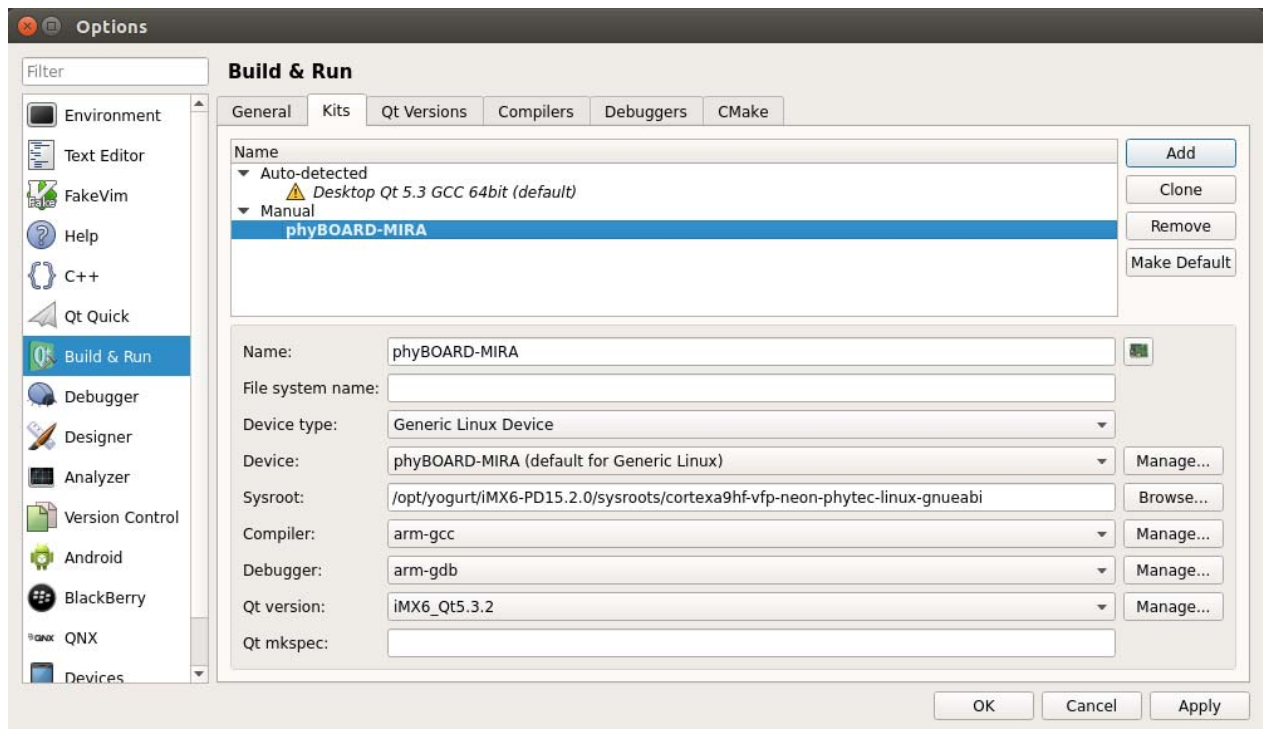 Options
Filter
Environment
Text Editor
FakeVim
Help
C++
Qt Quick
Build & Run
Debugger
Designer
Analyzer
Version Control
Android
BlackBerry
QNX
Devices
Build & Run
General Kits Qt Versions Compilers Debuggers CMake
Name
Auto-detected
Desktop Qt 5.3 GCC 64bit (default)
Manual
phyBOARD-MIRA
Add
Clone
Remove
Make Default
Name: phyBOARD-MIRA
File system name:
Device type: Generic Linux Device
Device: phyBOARD-MIRA (default for Generic Linux) Manage...
Sysroot: /opt/yogurt/iMX6-PD15.2.0/sysroots/cortexa9hf-vfp-neon-phytec-linux-gnueabi Browse...
Compiler: arm-gcc Manage...
Debugger: arm-gdb Manage...
Qt version: iMX6_Qt5.3.2 Manage...
Qt mkspec:
OK Cancel Apply